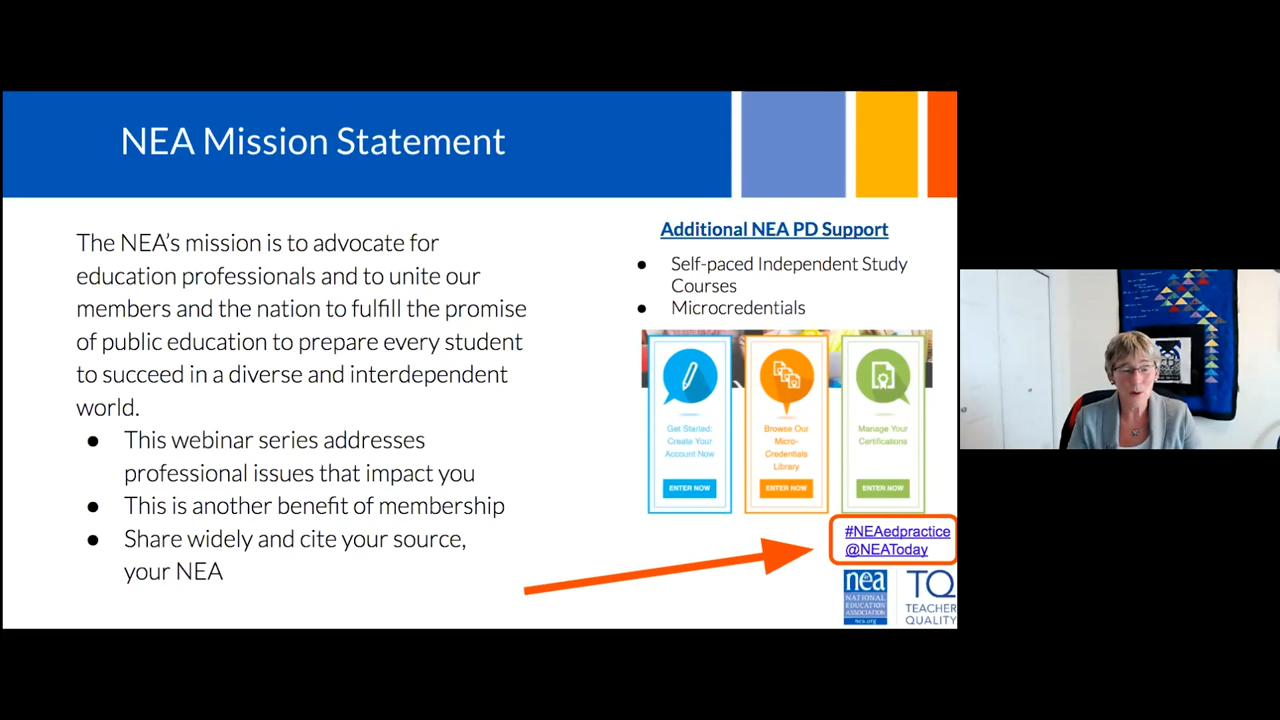 NEA Mission Statement
The NEA's mission is to advocate for
education professionals and to unite our
members and the nation to fulfill the promise
of public education to prepare every student
to succeed in a diverse and interdependent
world.
● This webinar series addresses
professional issues that impact you
● This is another benefit of membership
● Share widely and cite your source,
your NEA
Additional NEA PD Support
● Self-paced Independent Study
Courses
● Microcredentials
Get Started:
Create Your
Account Now
ENTER NOW
Browse Our
Micro-
Credentials
Library
ENTER NOW
Manage Your
Certifications
ENTER NOW
#NEAedpractice
@NEAToday
nea
NATIONAL
EDUCATION
ASSOCIATION
nea.org
TQ
TEACHER
QUALITY